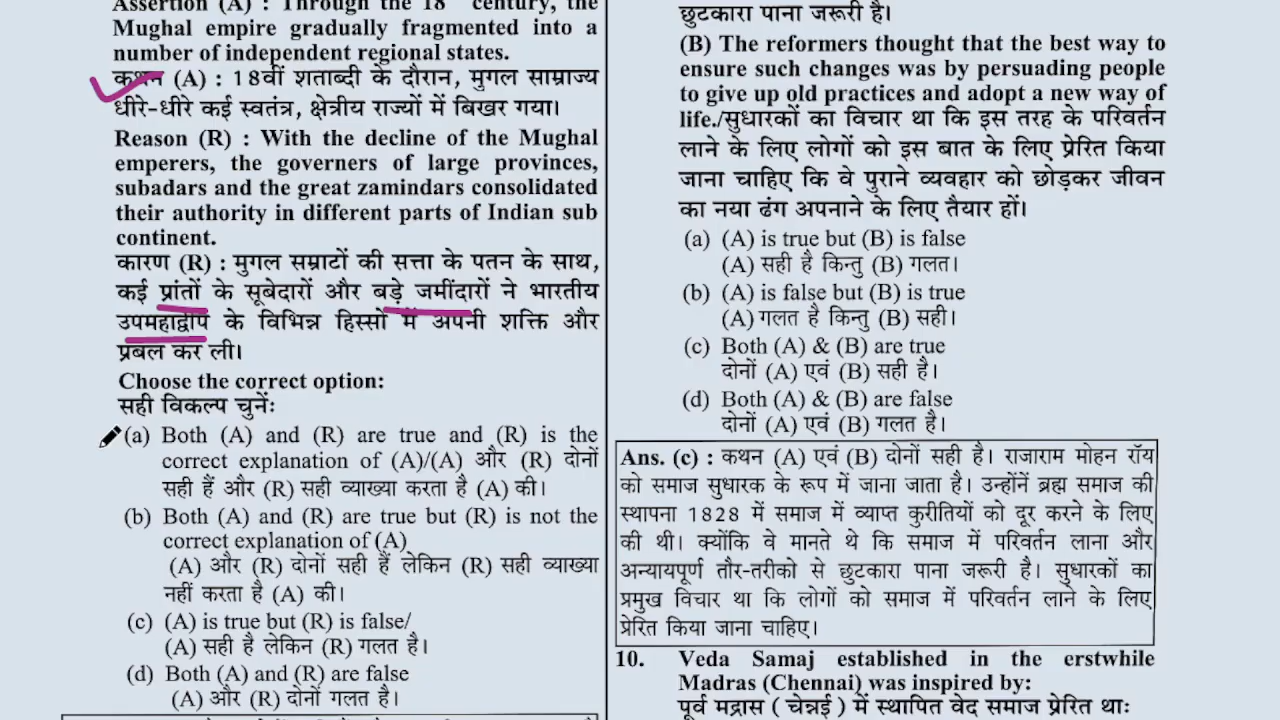 Assertion (A) : Through the 18th century, the
Mughal empire gradually fragmented into a
number of independent regional states.
कथन (A) : 18वीं शताब्दी के दौरान, मुगल साम्राज्य
धीरे-धीरे कई स्वतंत्र, क्षेत्रीय राज्यों में बिखर गया।
Reason (R) : With the decline of the Mughal
emperers, the governers of large provinces,
subadars and the great zamindars consolidated
their authority in different parts of Indian sub
continent.
कारण (R) : मुगल सम्राटों की सत्ता के पतन के साथ,
कई प्रांतों के सूबेदारों और बड़े जमींदारों ने भारतीय
उपमहाद्वीप के विभिन्न हिस्सो में अपनी शक्ति और
प्रबल कर ली।
Choose the correct option:
सही विकल्प चुनेंः
(a) Both (A) and (R) are true and (R) is the
correct explanation of (A)/(A) और (R) दोनों
सही हैं और (R) सही व्याख्या करता है (A) की।
(b) Both (A) and (R) are true but (R) is not the
correct explanation of (A)
(A) और (R) दोनों सही हैं लेकिन (R) सही व्याख्या
नहीं करता है (A) की।
(c) (A) is true but (R) is false/
(A) सही है लेकिन (R) गलत है।
(d) Both (A) and (R) are false
(A) और (R) दोनों गलत है।
छुटकारा पाना जरूरी है।
(B) The reformers thought that the best way to
ensure such changes was by persuading people
to give up old practices and adopt a new way of
life./सुधारकों का विचार था कि इस तरह के परिवर्तन
लाने के लिए लोगों को इस बात के लिए प्रेरित किया
जाना चाहिए कि वे पुराने व्यवहार को छोड़कर जीवन
का नया ढंग अपनाने के लिए तैयार हों।
(a) (A) is true but (B) is false
(A) सही है किन्तु (B) गलत।
(b) (A) is false but (B) is true
(A) गलत है किन्तु (B) सही।
(c) Both (A) & (B) are true
दोनों (A) एवं (B) सही है।
(d) Both (A) & (B) are false
दोनों (A) एवं (B) गलत है।
Ans. (c) : कथन (A) एवं (B) दोनों सही है। राजाराम मोहन रॉय
को समाज सुधारक के रूप में जाना जाता है। उन्होंनें ब्रह्म समाज की
स्थापना 1828 में समाज में व्याप्त कुरीतियों को दूर करने के लिए
की थी। क्योंकि वे मानते थे कि समाज में परिवर्तन लाना और
अन्यायपूर्ण तौर-तरीको से छुटकारा पाना जरूरी है। सुधारकों का
प्रमुख विचार था कि लोगों को समाज में परिवर्तन लाने के लिए
प्रेरित किया जाना चाहिए।
10. Veda Samaj established in the erstwhile
Madras (Chennai) was inspired by:
पूर्व मद्रास ( चेन्नई ) में स्थापित वेद समाज प्रेरित थाः